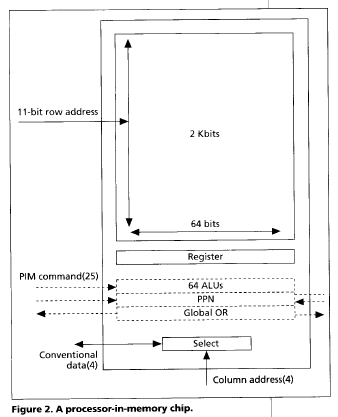 11-bit row address
2 Kbits
64 bits
Register
PIM command(25)
64 ALUs
PPN
Global OR
Conventional
data(4)
Select
Column address(4)
Figure 2. A processor-in-memory chip.